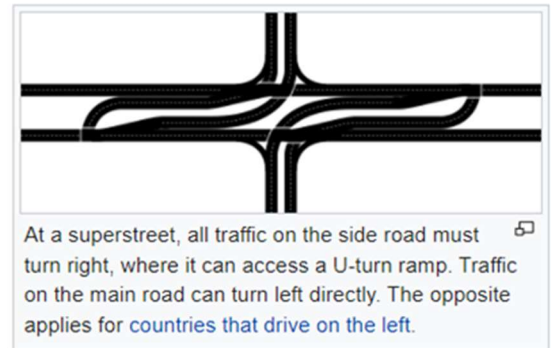 At a superstreet, all traffic on the side road must
turn right, where it can access a U-turn ramp. Traffic
on the main road can turn left directly. The opposite
applies for countries that drive on the left.